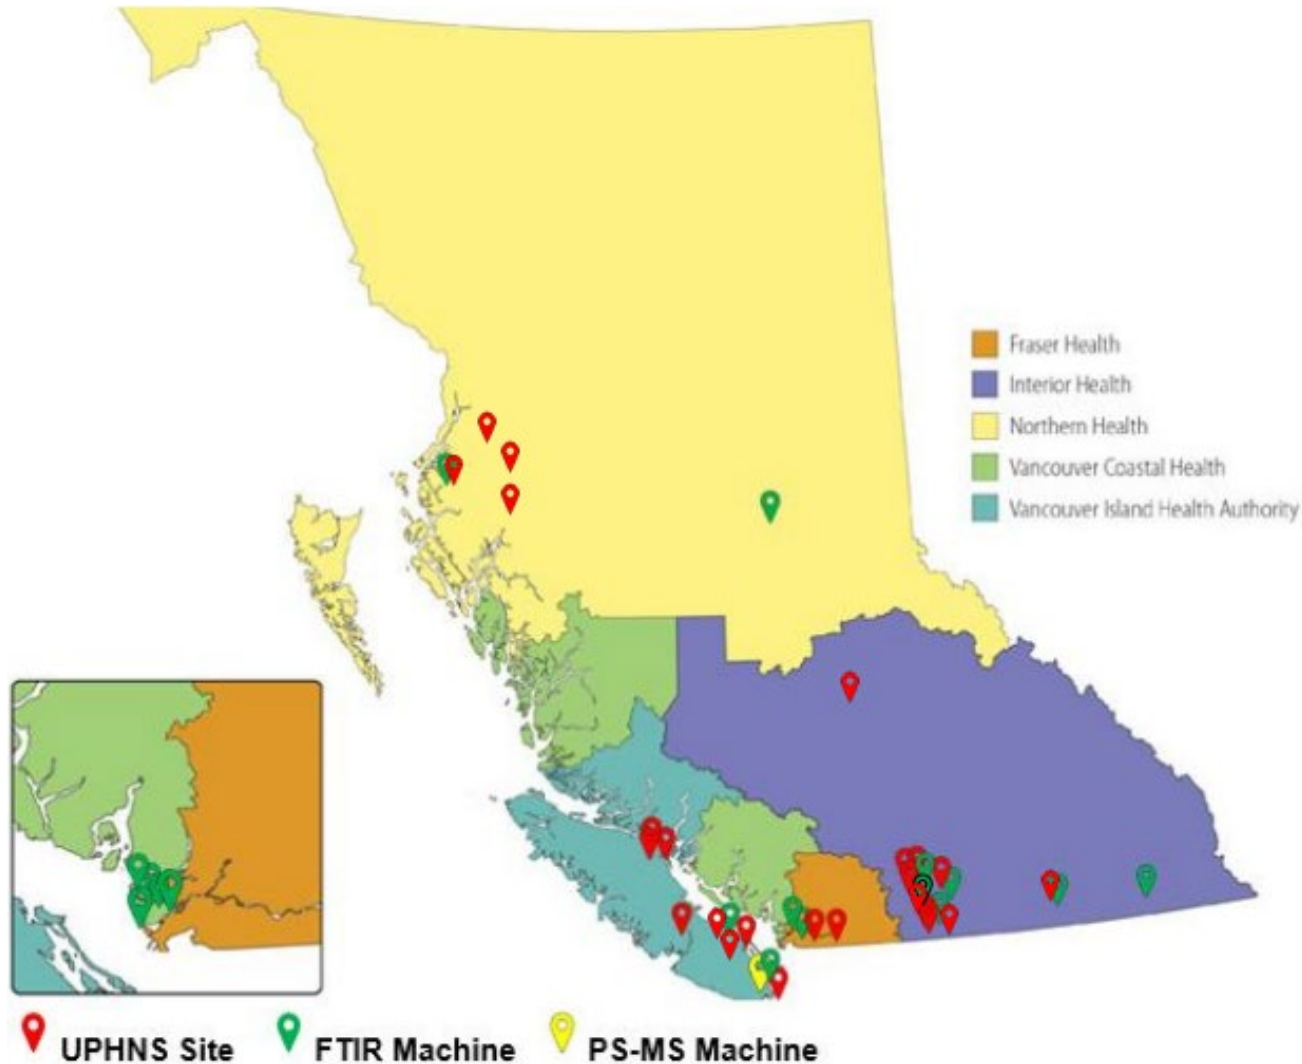 Fraser Health
Interior Health
Northern Health
Vancouver Coastal Health
Vancouver Island Health Authority
UPHNS Site FTIR Machine PS-MS Machine